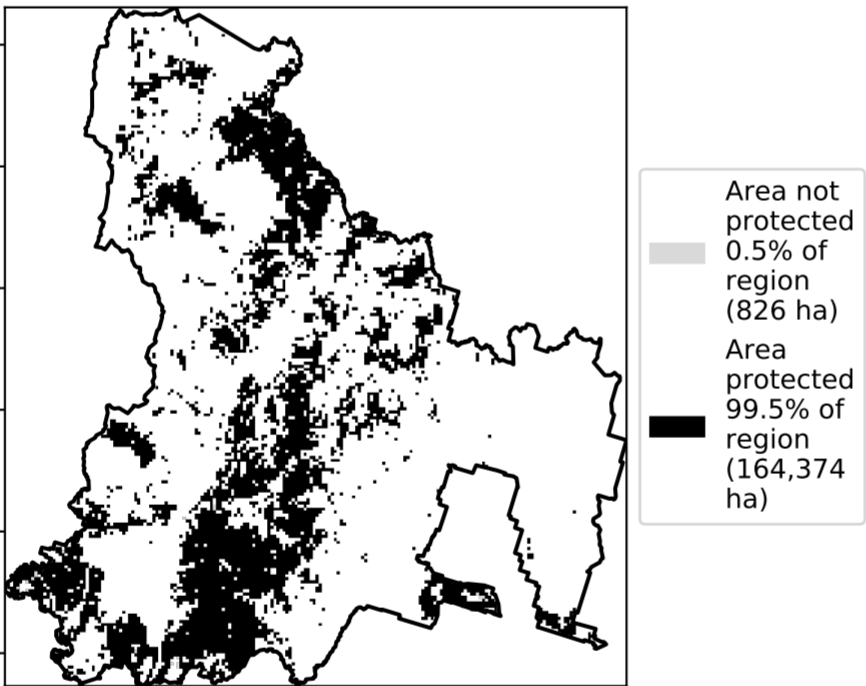 Area not
protected
0.5% of
region
(826 ha)
Area
protected
99.5% of
region
(164,374
ha)